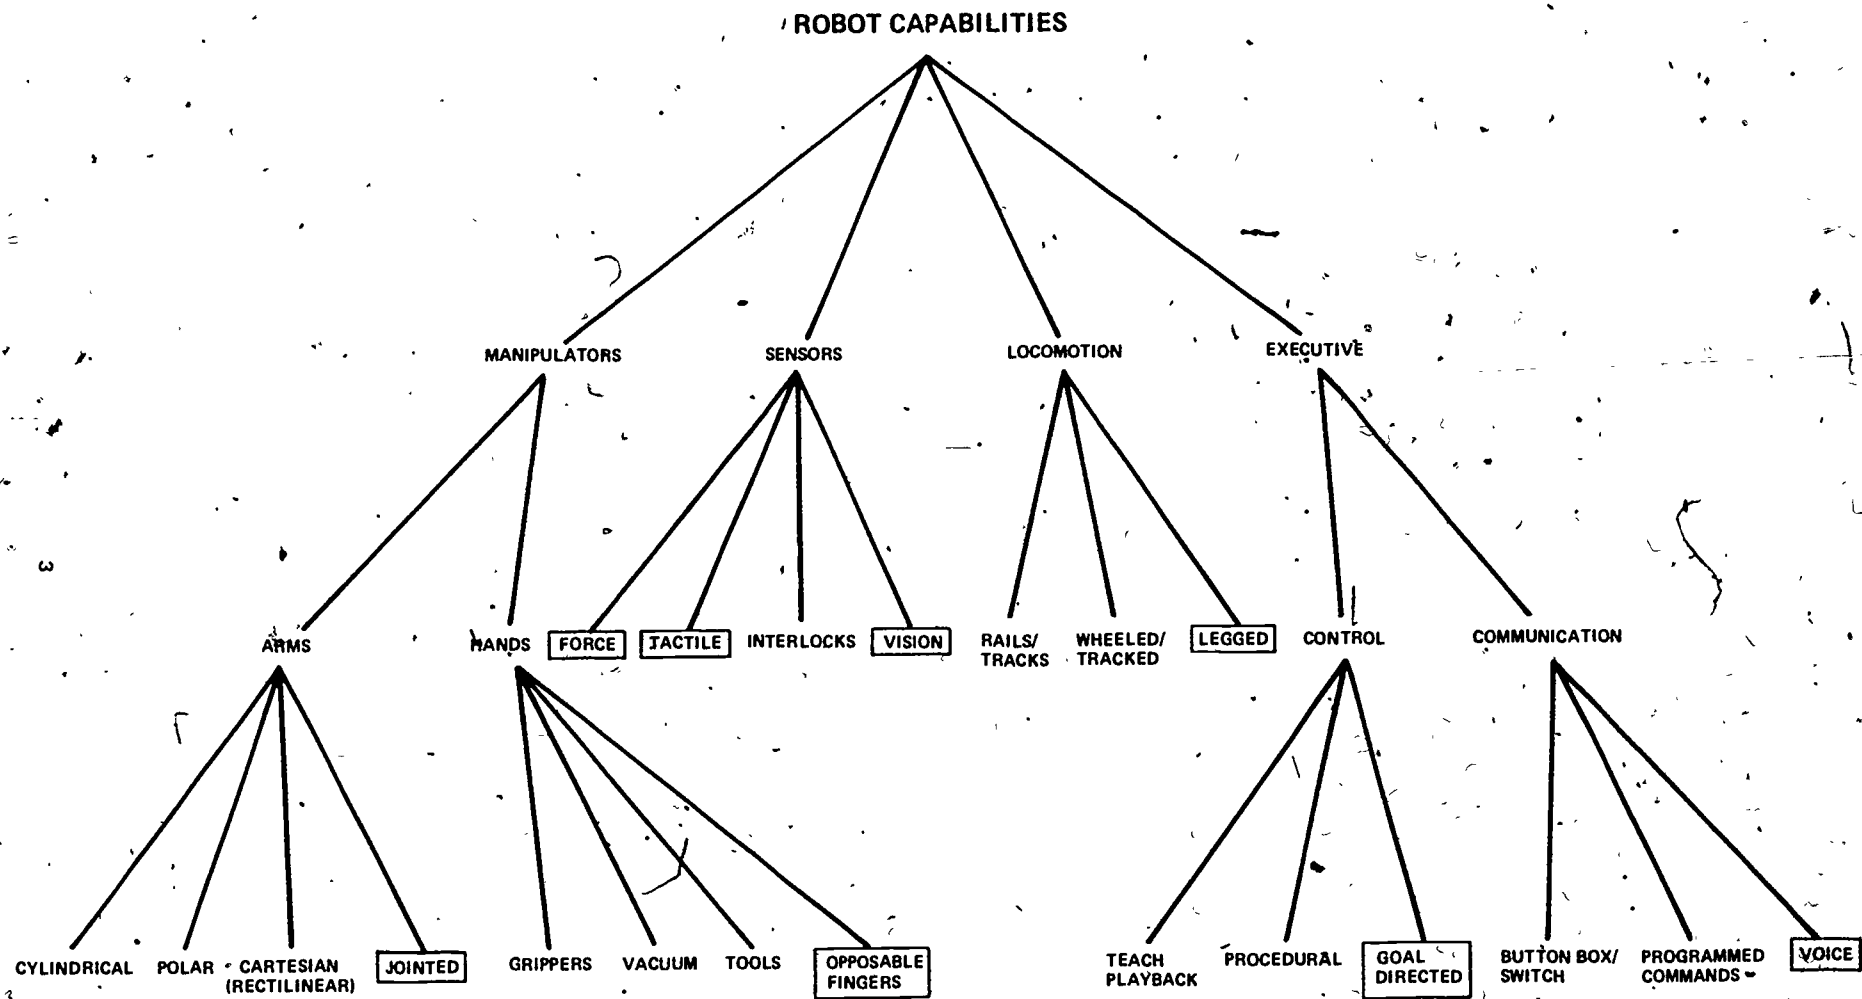 ROBOT CAPABILITIES
MANIPULATORS
SENSORS
LOCOMOTION
EXECUTIVE
3
ARMS
HANDS
FORCE
TACTILE
INTERLOCKS
VISION
RAILS/
TRACKS
WHEELED/
TRACKED
LEGGED
CONTROL
COMMUNICATION
CYLINDRICAL
POLAR
CARTESIAN
(RECTILINEAR)
JOINTED
GRIPPERS
VACUUM
TOOLS
OPPOSABLE
FINGERS
TEACH
PLAYBACK
PROCEDURAL
GOAL
DIRECTED
BUTTON BOX/
SWITCH
PROGRAMMED
COMMANDS
VOICE